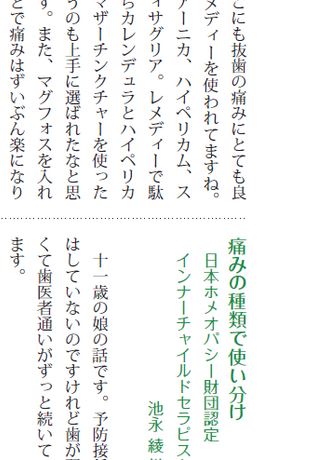 こにも抜歯の痛みにとても良
メディーを使われてますね。
アーニカ、ハイペリカム、ス
ィサグリア。レメディーで駄
らカレンデュラとハイペリカ
マザーチンクチャーを使った
うのも上手に選ばれたなと思
す。また、マグフォスを入れ
とで痛みはずいぶん楽になり
痛みの種類で使い分け
日本ホメオパシー財団認定
インナーチャイルドセラピス
池永 綾
十一歳の娘の話です。予防接
はしていないのですけれど歯が
くて歯医者通いがずっと続いて
ます。